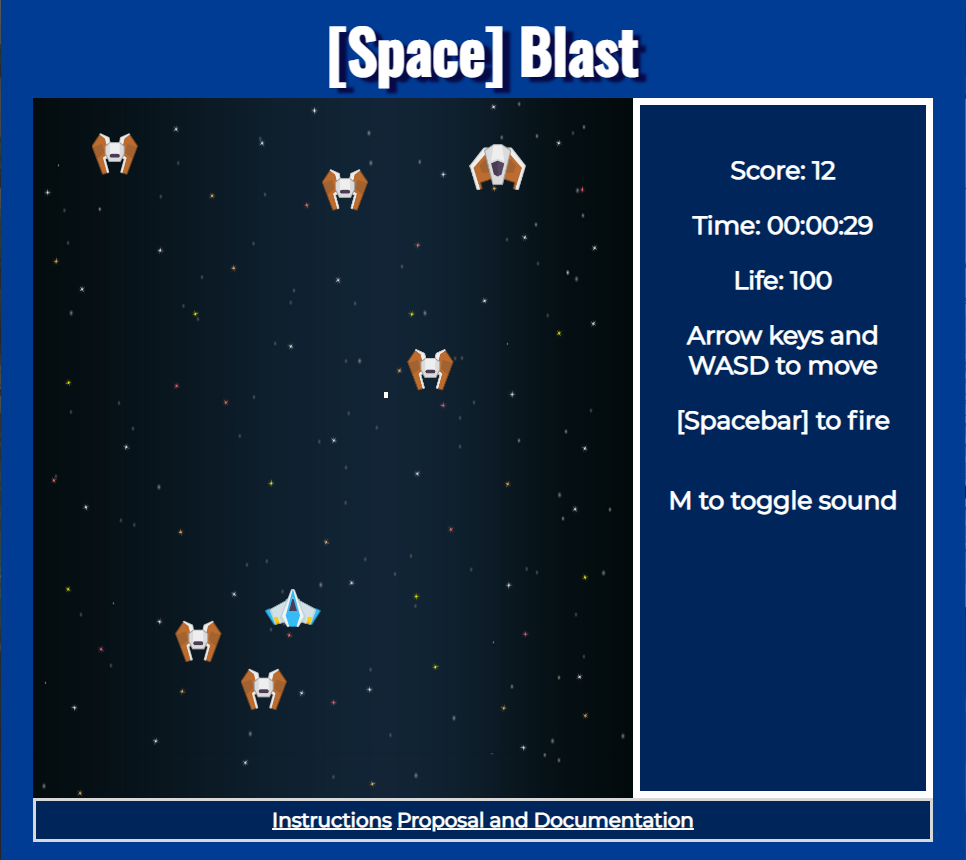 [Space] Blast
Score: 12
Time: 00:00:29
Life: 100
Arrow keys and
WASD to move
[Spacebar] to fire
M to toggle sound
Instructions Proposal and Documentation